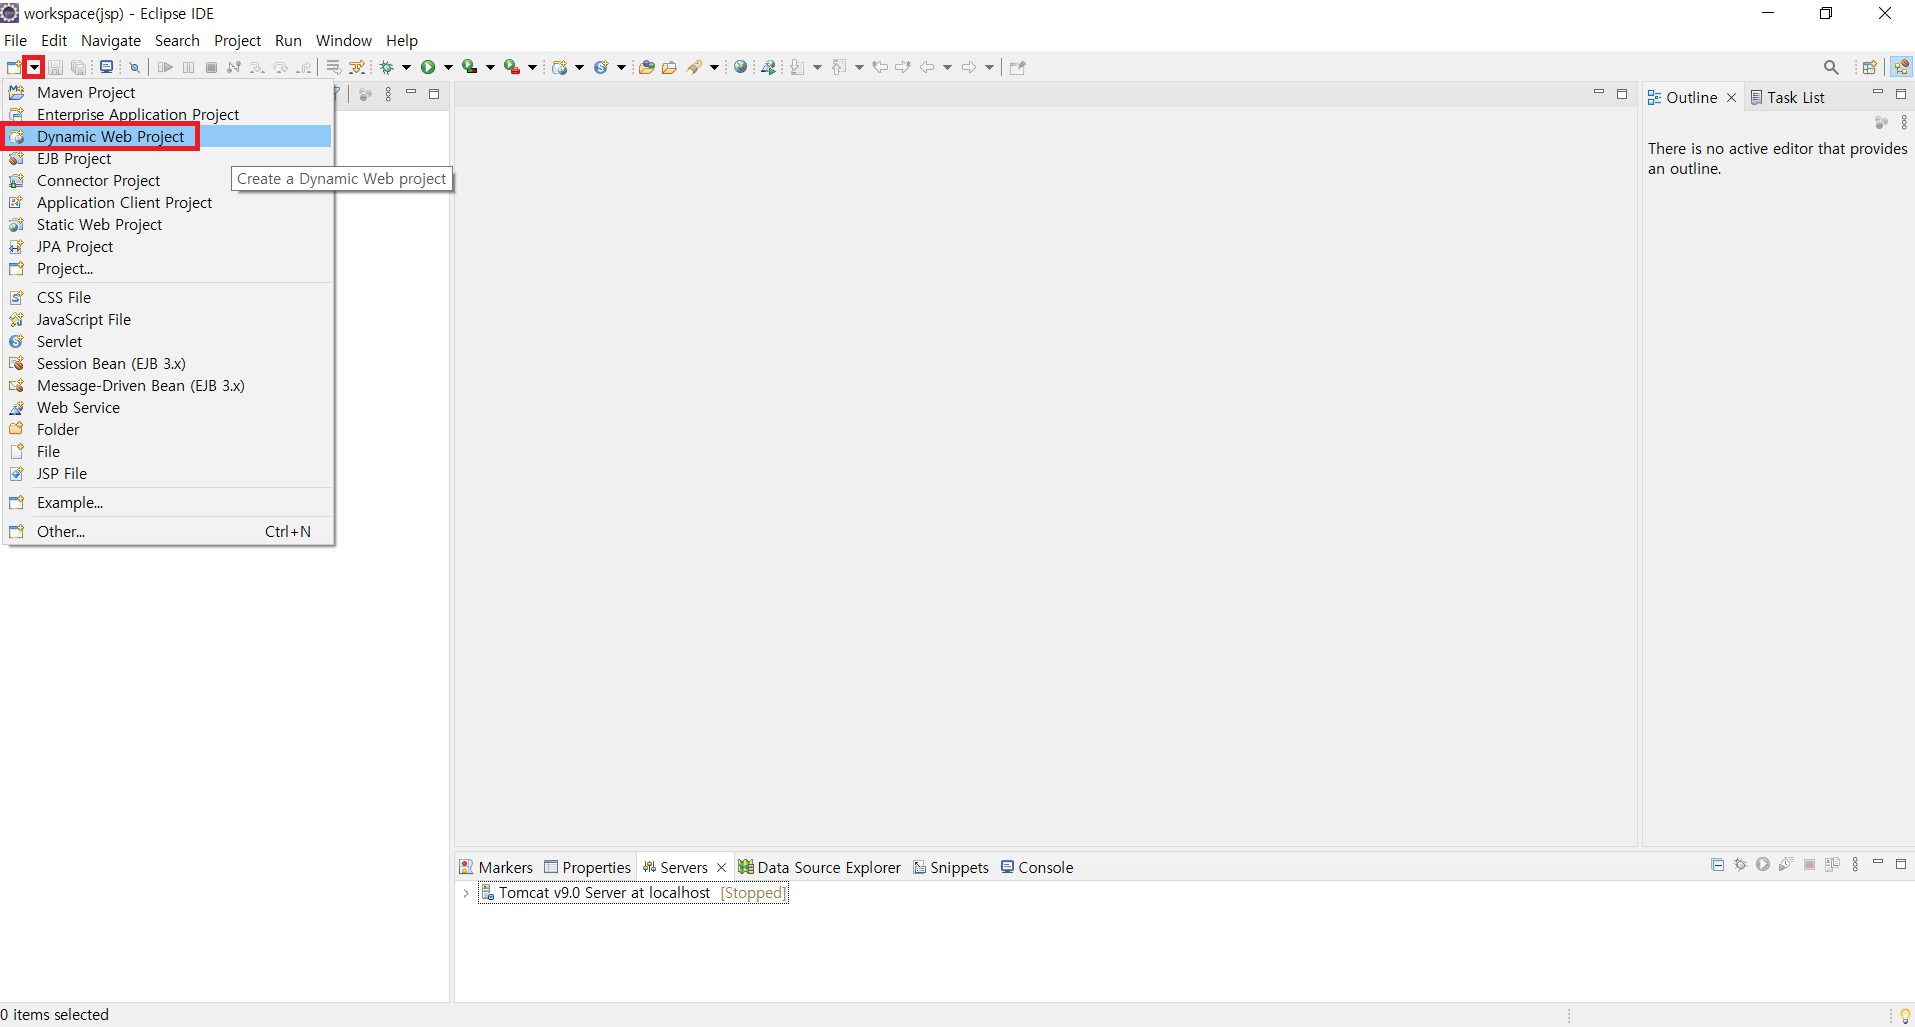 workspace(jsp) - Eclipse IDE
File Edit Navigate Search Project Run Window Help
Maven Project
Enterprise Application Project
Dynamic Web Project
EJB Project
Create a Dynamic Web project
Connector Project
Application Client Project
Static Web Project
JPA Project
Project...
CSS File
JavaScript File
Servlet
Session Bean (EJB 3.x)
Message-Driven Bean (EJB 3.x)
Web Service
Folder
File
JSP File
Example...
Other... Ctrl+N
Outline Task List
There is no active editor that provides
an outline.
Markers Properties Servers Data Source Explorer Snippets Console
Tomcat v9.0 Server at localhost [Stopped]
0 items selected